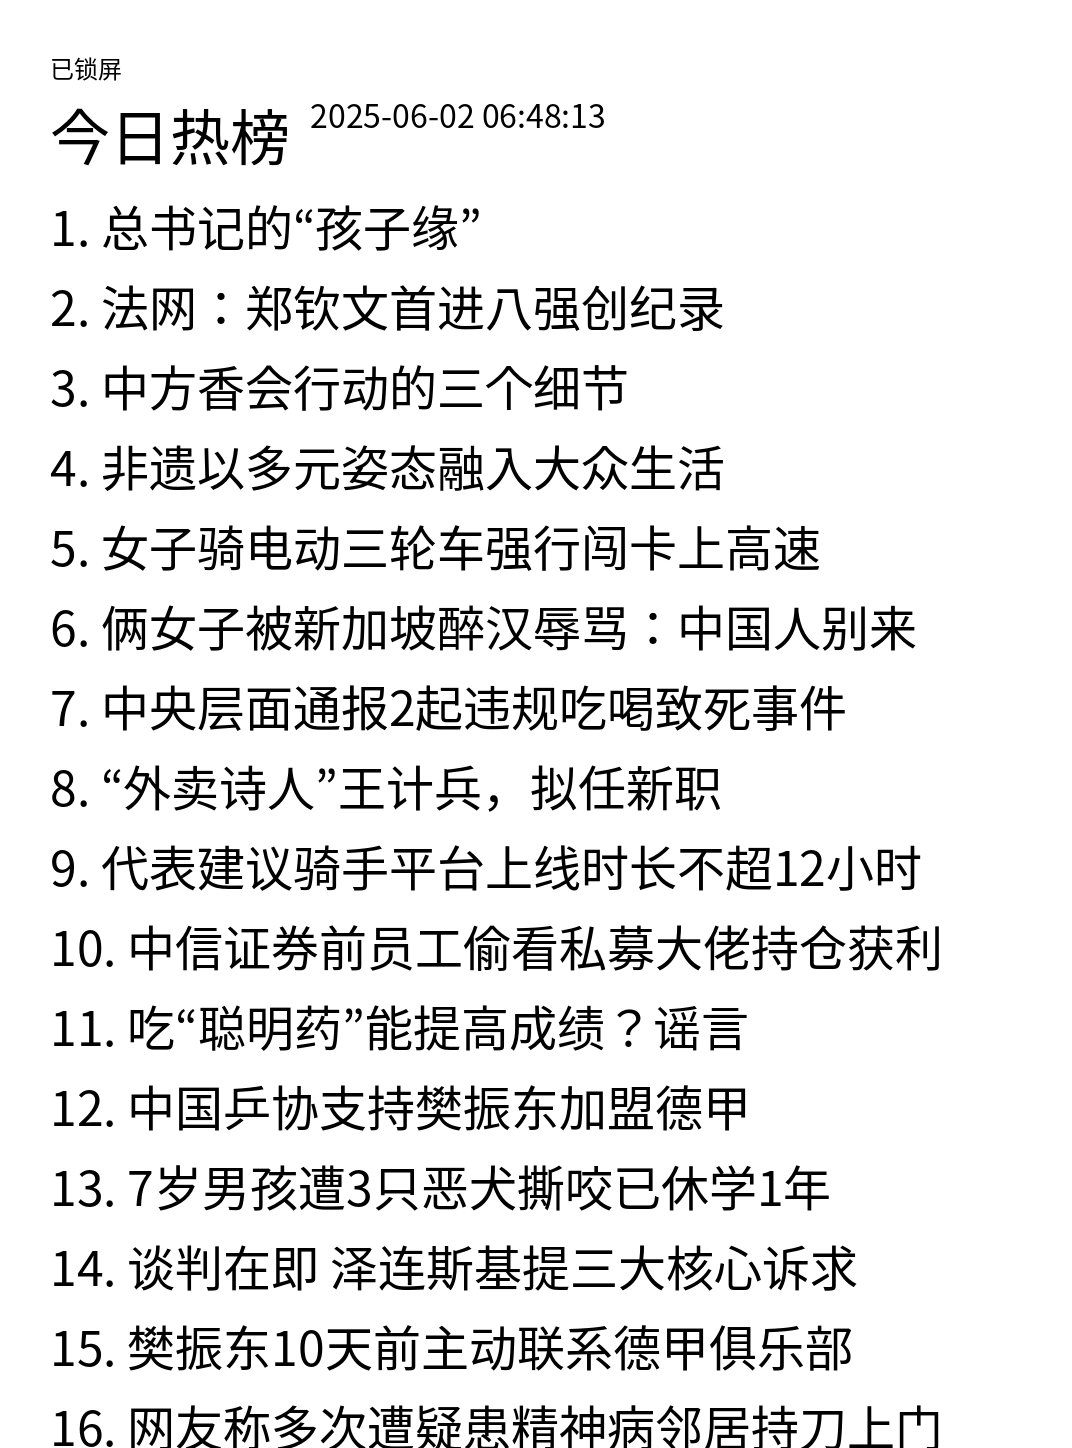 已锁屏
今日热榜 2025-06-02 06:48:13
1. 总书记的“孩子缘”
2. 法网：郑钦文首进八强创纪录
3. 中方香会行动的三个细节
4. 非遗以多元姿态融入大众生活
5. 女子骑电动三轮车强行闯卡上高速
6. 俩女子被新加坡醉汉辱骂：中国人别来
7. 中央层面通报2起违规吃喝致死事件
8. “外卖诗人”王计兵，拟任新职
9. 代表建议骑手平台上线时长不超12小时
10. 中信证券前员工偷看私募大佬持仓获利
11. 吃“聪明药”能提高成绩？谣言
12. 中国乒协支持樊振东加盟德甲
13. 7岁男孩遭3只恶犬撕咬已休学1年
14. 谈判在即 泽连斯基提三大核心诉求
15. 樊振东10天前主动联系德甲俱乐部
16. 网友称多次遭疑患精神病邻居持刀上门